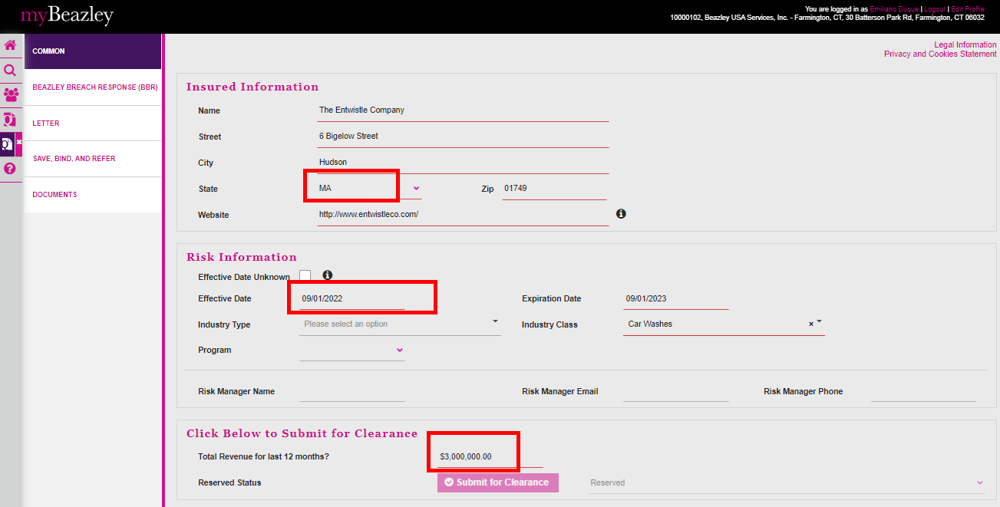 myBeazley
You are logged in as Emiliano Duque | Logout | Edit Profile
10000102, Beazley USA Services, Inc. - Farmington, CT, 30 Batterson Park Rd, Farmington, CT 06032
COMMON
BEAZLEY BREACH RESPONSE (BBR)
LETTER
SAVE, BIND, AND REFER
DOCUMENTS
Legal Information
Privacy and Cookies Statement
Insured Information
Name The Entwistle Company
Street 6 Bigelow Street
City Hudson
State MA Zip 01749
Website http://www.entwistleco.com/
Risk Information
Effective Date Unknown
Effective Date 09/01/2022 Expiration Date 09/01/2023
Industry Type Please select an option Industry Class Car Washes ×
Program
Risk Manager Name Risk Manager Email Risk Manager Phone
Click Below to Submit for Clearance
Total Revenue for last 12 months? $3,000,000.00
Reserved Status Submit for Clearance Reserved